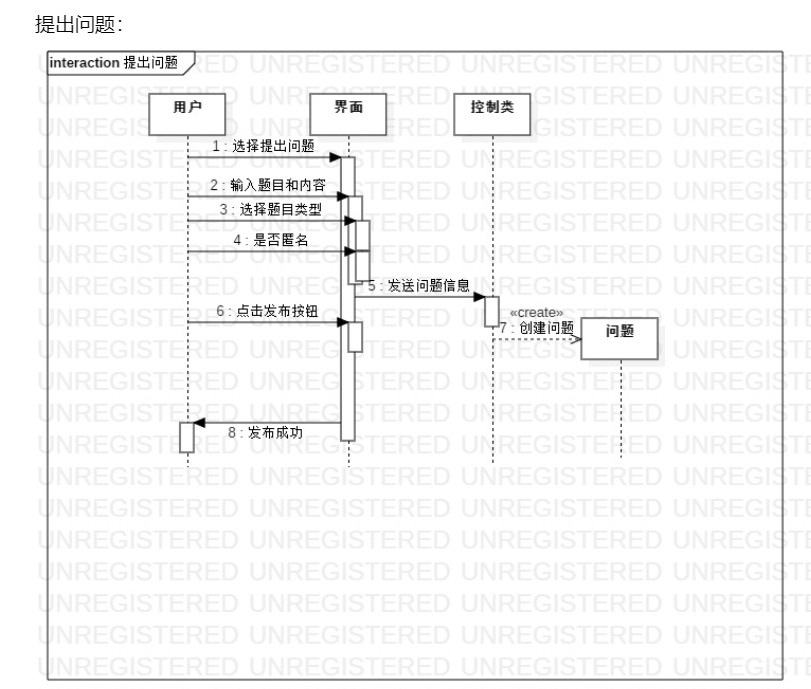 提出问题：
interaction 提出问题
用户
界面
控制类
1 : 选择提出问题
2 : 输入题目和内容
3 : 选择题目类型
4 : 是否匿名
5 : 发送问题信息
6 : 点击发布按钮
«create»
7 : 创建问题
问题
8 : 发布成功
UNREGISTERED